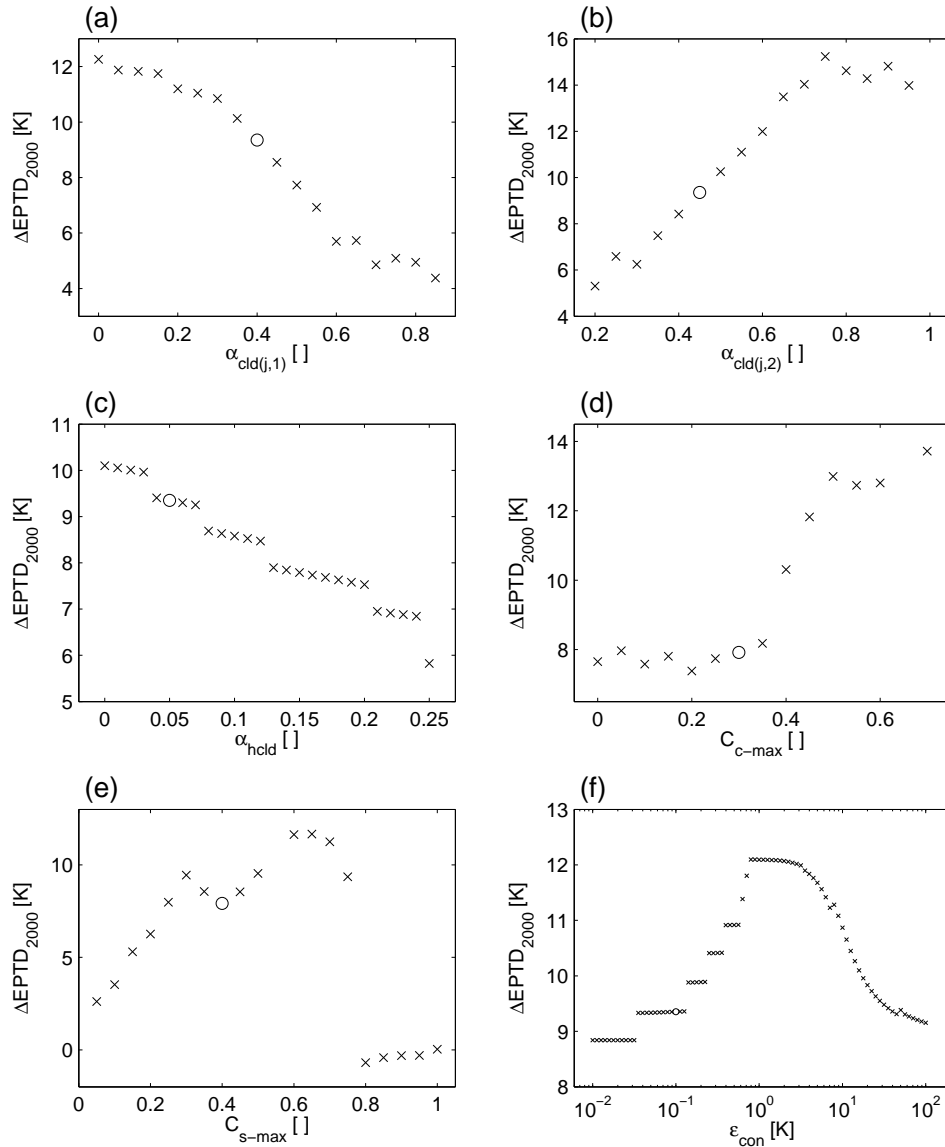 (a)
12
10
8
6
4
ΔEPTD2000 [K]
0 0.2 0.4 0.6 0.8
αcld(j,1) [ ]
(b)
16
14
12
10
8
6
4
ΔEPTD2000 [K]
0.2 0.4 0.6 0.8 1
αcld(j,2) [ ]
(c)
11
10
9
8
7
6
5
ΔEPTD2000 [K]
0 0.05 0.1 0.15 0.2 0.25
αhcld [ ]
(d)
14
12
10
8
ΔEPTD2000 [K]
0 0.2 0.4 0.6
Cc−max [ ]
(e)
10
5
0
ΔEPTD2000 [K]
0 0.2 0.4 0.6 0.8 1
Cs−max [ ]
(f)
13
12
11
10
9
8
ΔEPTD2000 [K]
10−2 10−1 100 101 102
εcon [K]